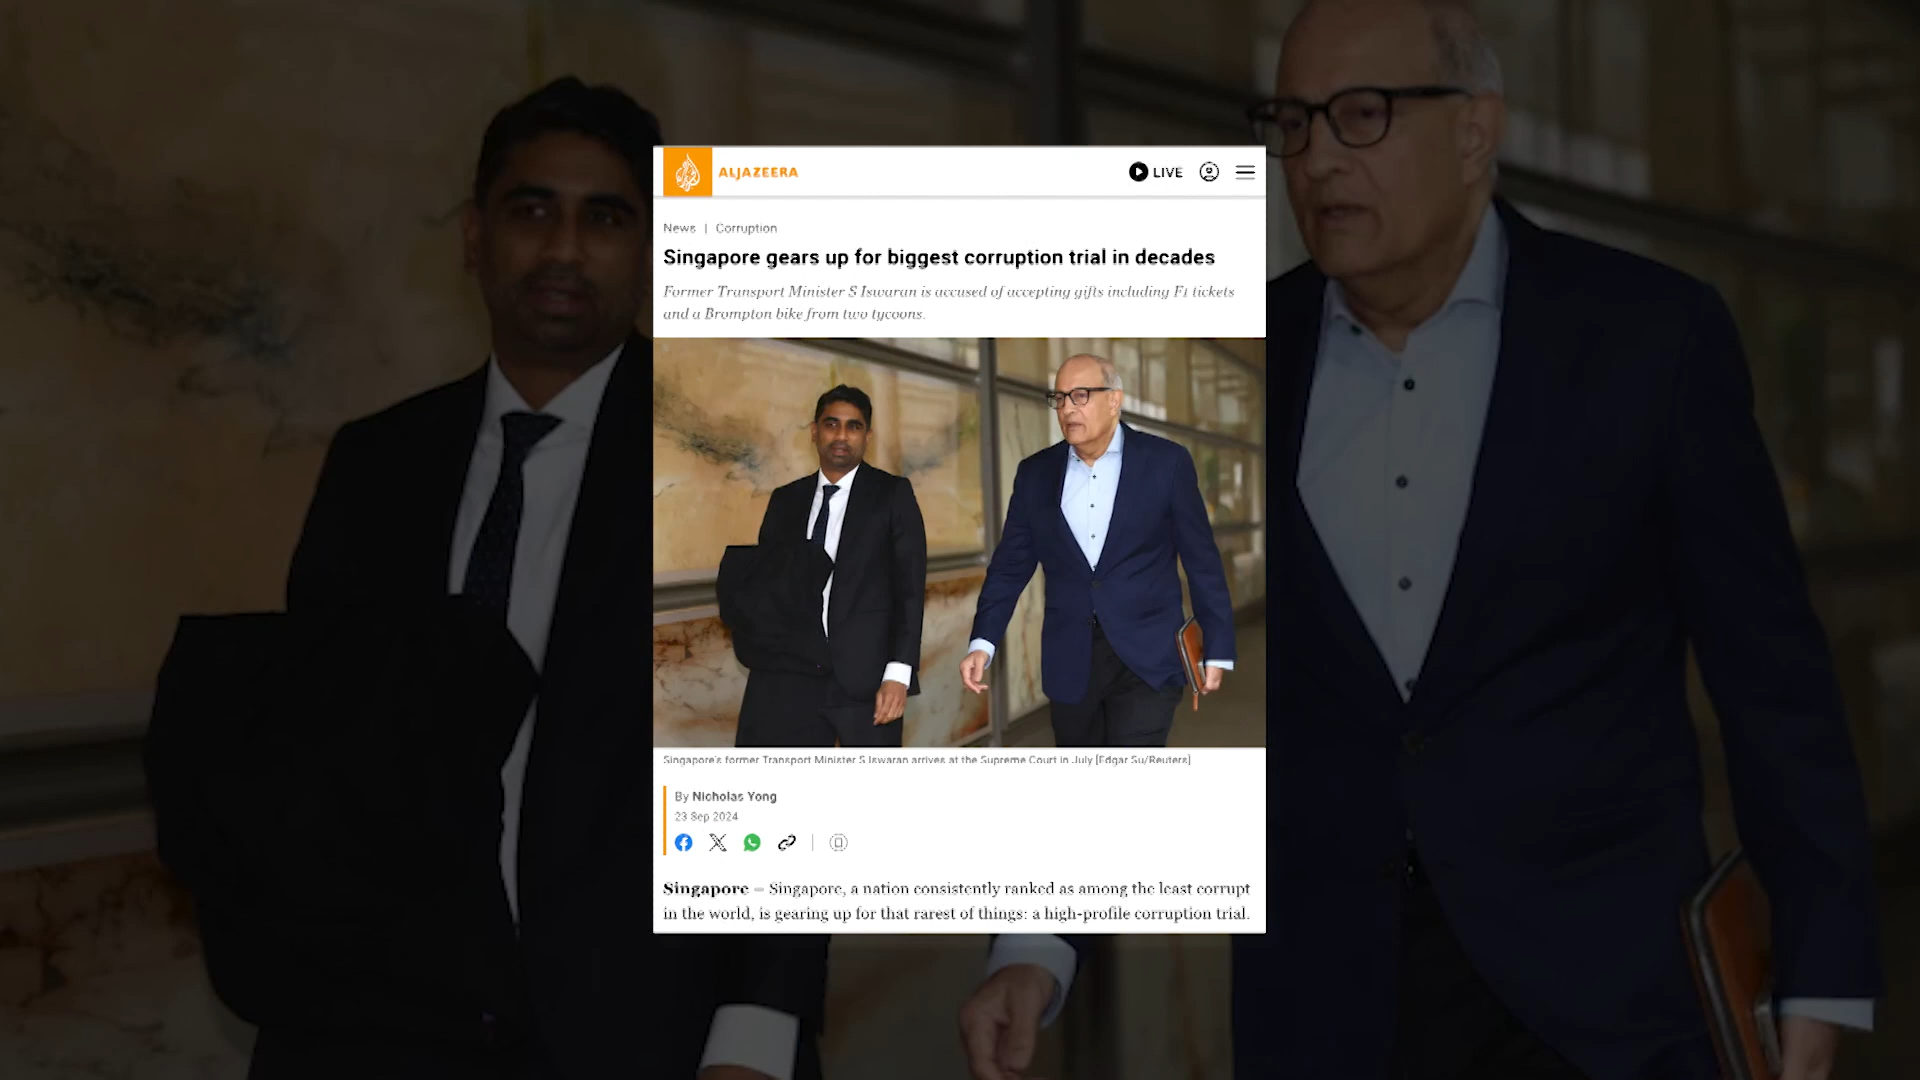 ALJAZEERA
LIVE
News | Corruption
Singapore gears up for biggest corruption trial in decades
Former Transport Minister S Iswaran is accused of accepting gifts including F1 tickets
and a Brompton bike from two tycoons.
Singapore's former Transport Minister S Iswaran arrives at the Supreme Court in July [Edgar Su/Reuters]
By Nicholas Yong
23 Sep 2024
Singapore – Singapore, a nation consistently ranked as among the least corrupt
in the world, is gearing up for that rarest of things: a high-profile corruption trial.